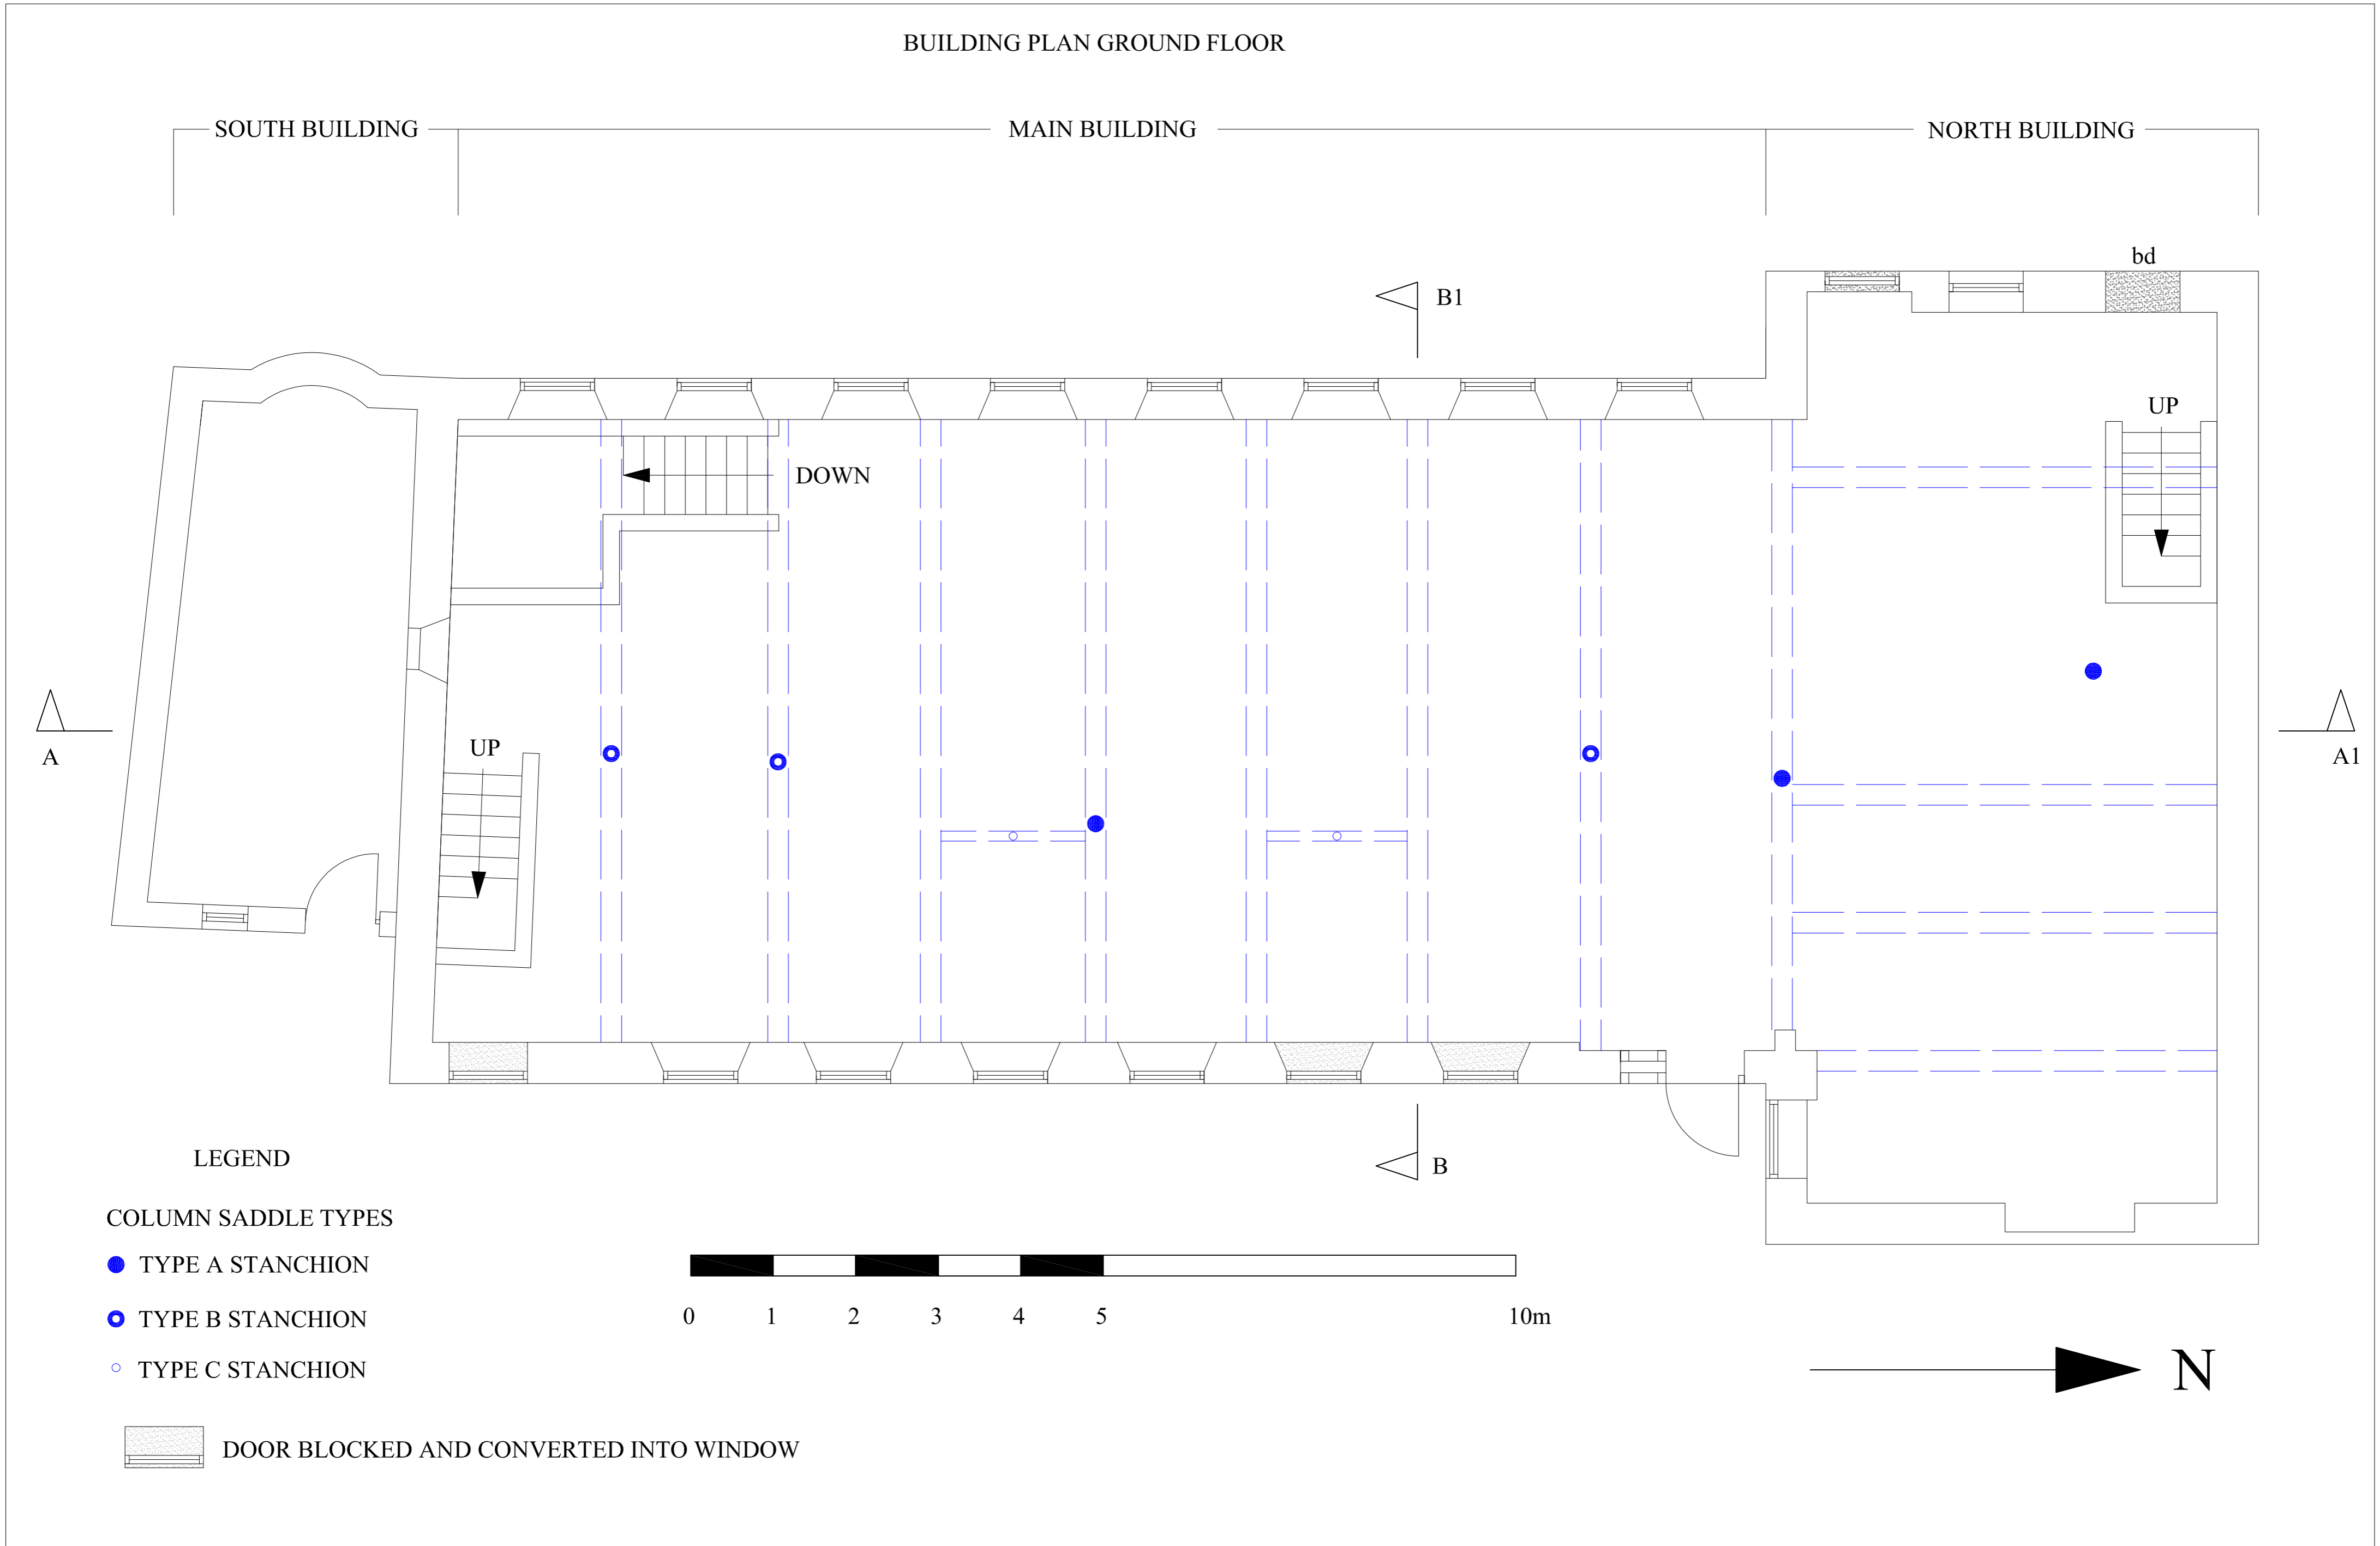 BUILDING PLAN GROUND FLOOR
SOUTH BUILDING
MAIN BUILDING
NORTH BUILDING
bd
B1
UP
DOWN
UP
A
A1
B
LEGEND
COLUMN SADDLE TYPES
TYPE A STANCHION
TYPE B STANCHION
TYPE C STANCHION
0 1 2 3 4 5 10m
N
DOOR BLOCKED AND CONVERTED INTO WINDOW